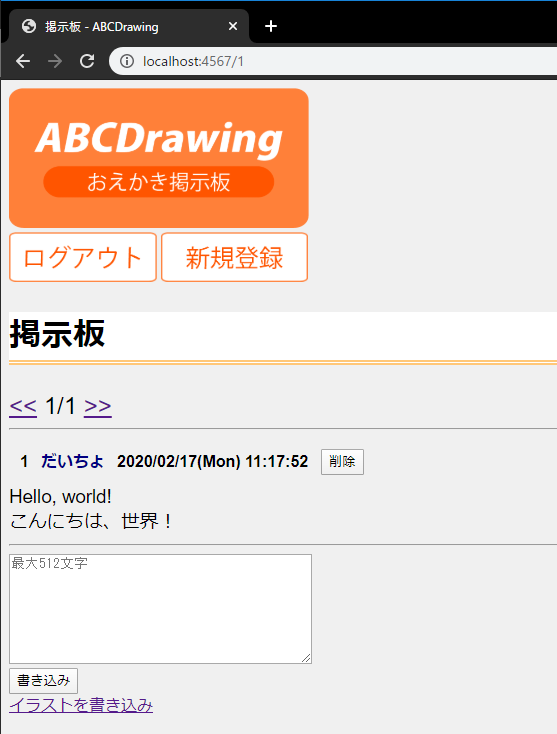 掲示板 - ABCDrawing
localhost:4567/1
ABCDrawing
おえかき掲示板
ログアウト 新規登録
掲示板
<< 1/1 >>
1 だいちょ 2020/02/17(Mon) 11:17:52 削除
Hello, world!
こんにちは、世界！
最大512文字
書き込み
イラストを書き込み